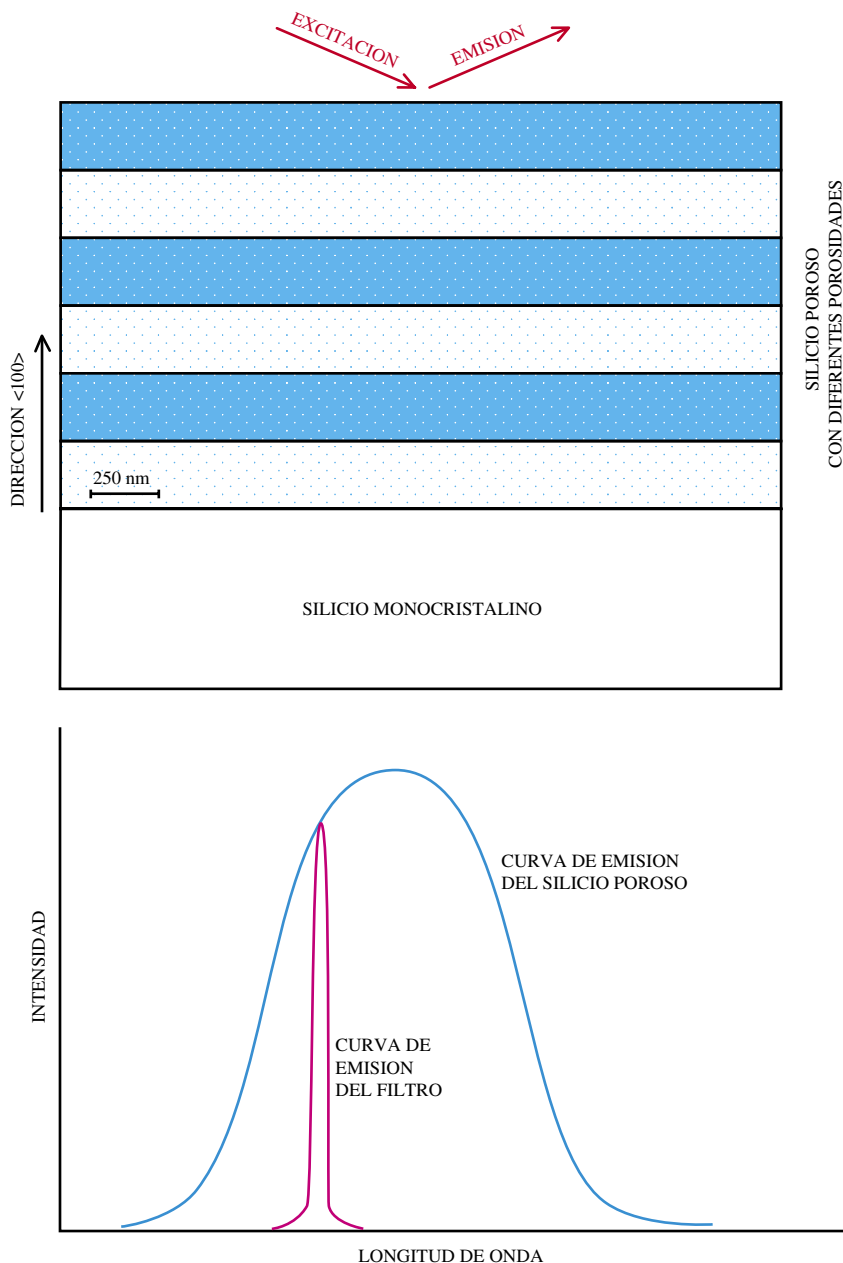 EXCITACION
EMISION
SILICIO POROSO
CON DIFERENTES POROSIDADES
DIRECCION <100>
250 nm
SILICIO MONOCRISTALINO
INTENSIDAD
CURVA DE EMISION
DEL SILICIO POROSO
CURVA DE
EMISION
DEL FILTRO
LONGITUD DE ONDA